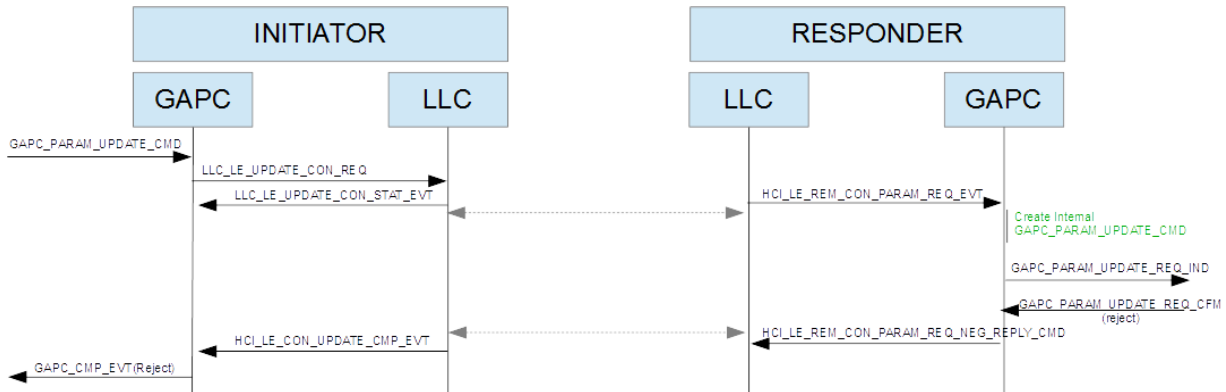 INITIATOR
RESPONDER
GAPC
LLC
LLC
GAPC
GAPC_PARAM_UPDATE_CMD
LLC_LE_UPDATE_CON_REQ
LLC_LE_UPDATE_CON_STAT_EVT
HCI_LE_REM_CON_PARAM_REQ_EVT
Create Internal
GAPC_PARAM_UPDATE_CMD
GAPC_PARAM_UPDATE_REQ_IND
GAPC_PARAM_UPDATE_REQ_CFM
(reject)
HCI_LE_REM_CON_PARAM_REQ_NEG_REPLY_CMD
HCI_LE_CON_UPDATE_CMP_EVT
GAPC_CMP_EVT(Reject)